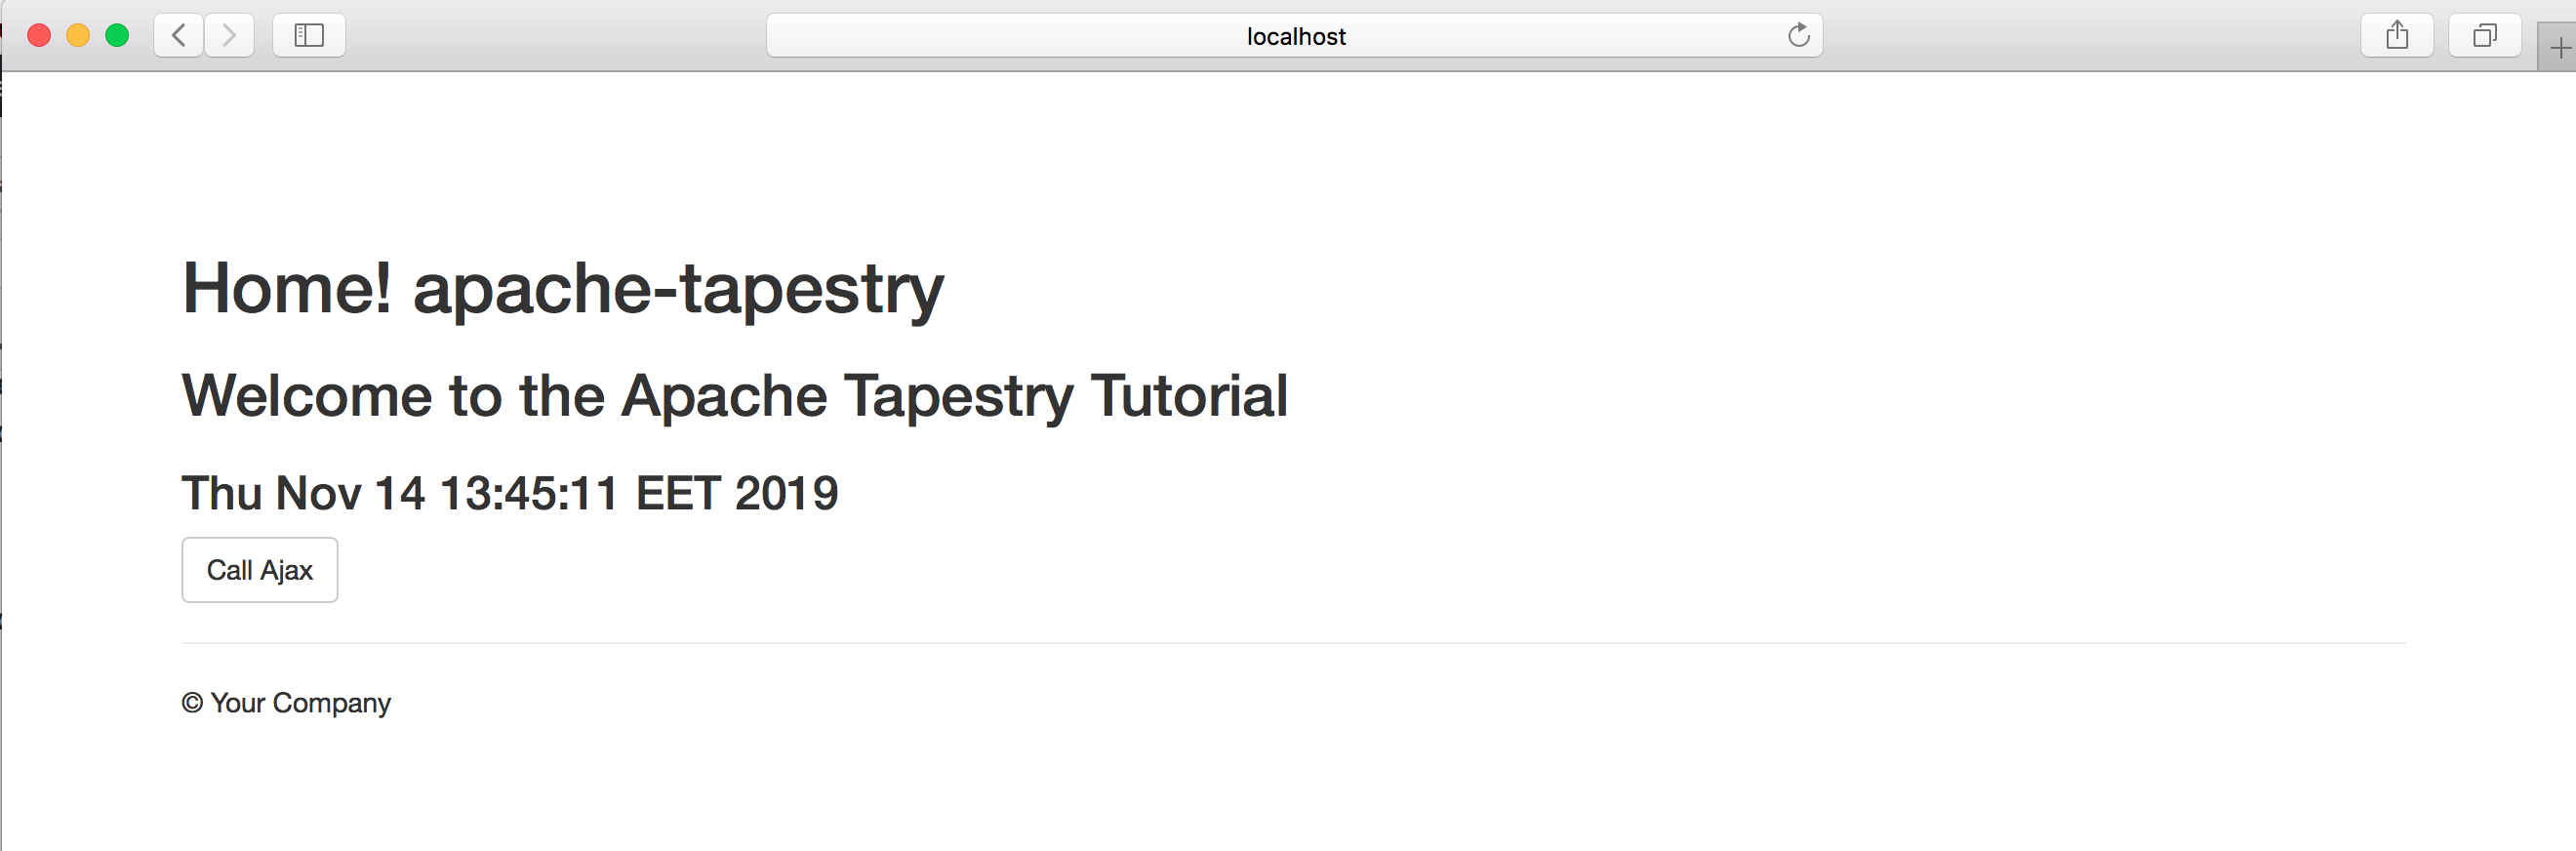 localhost
Home! apache-tapestry
Welcome to the Apache Tapestry Tutorial
Thu Nov 14 13:45:11 EET 2019
Call Ajax
© Your Company